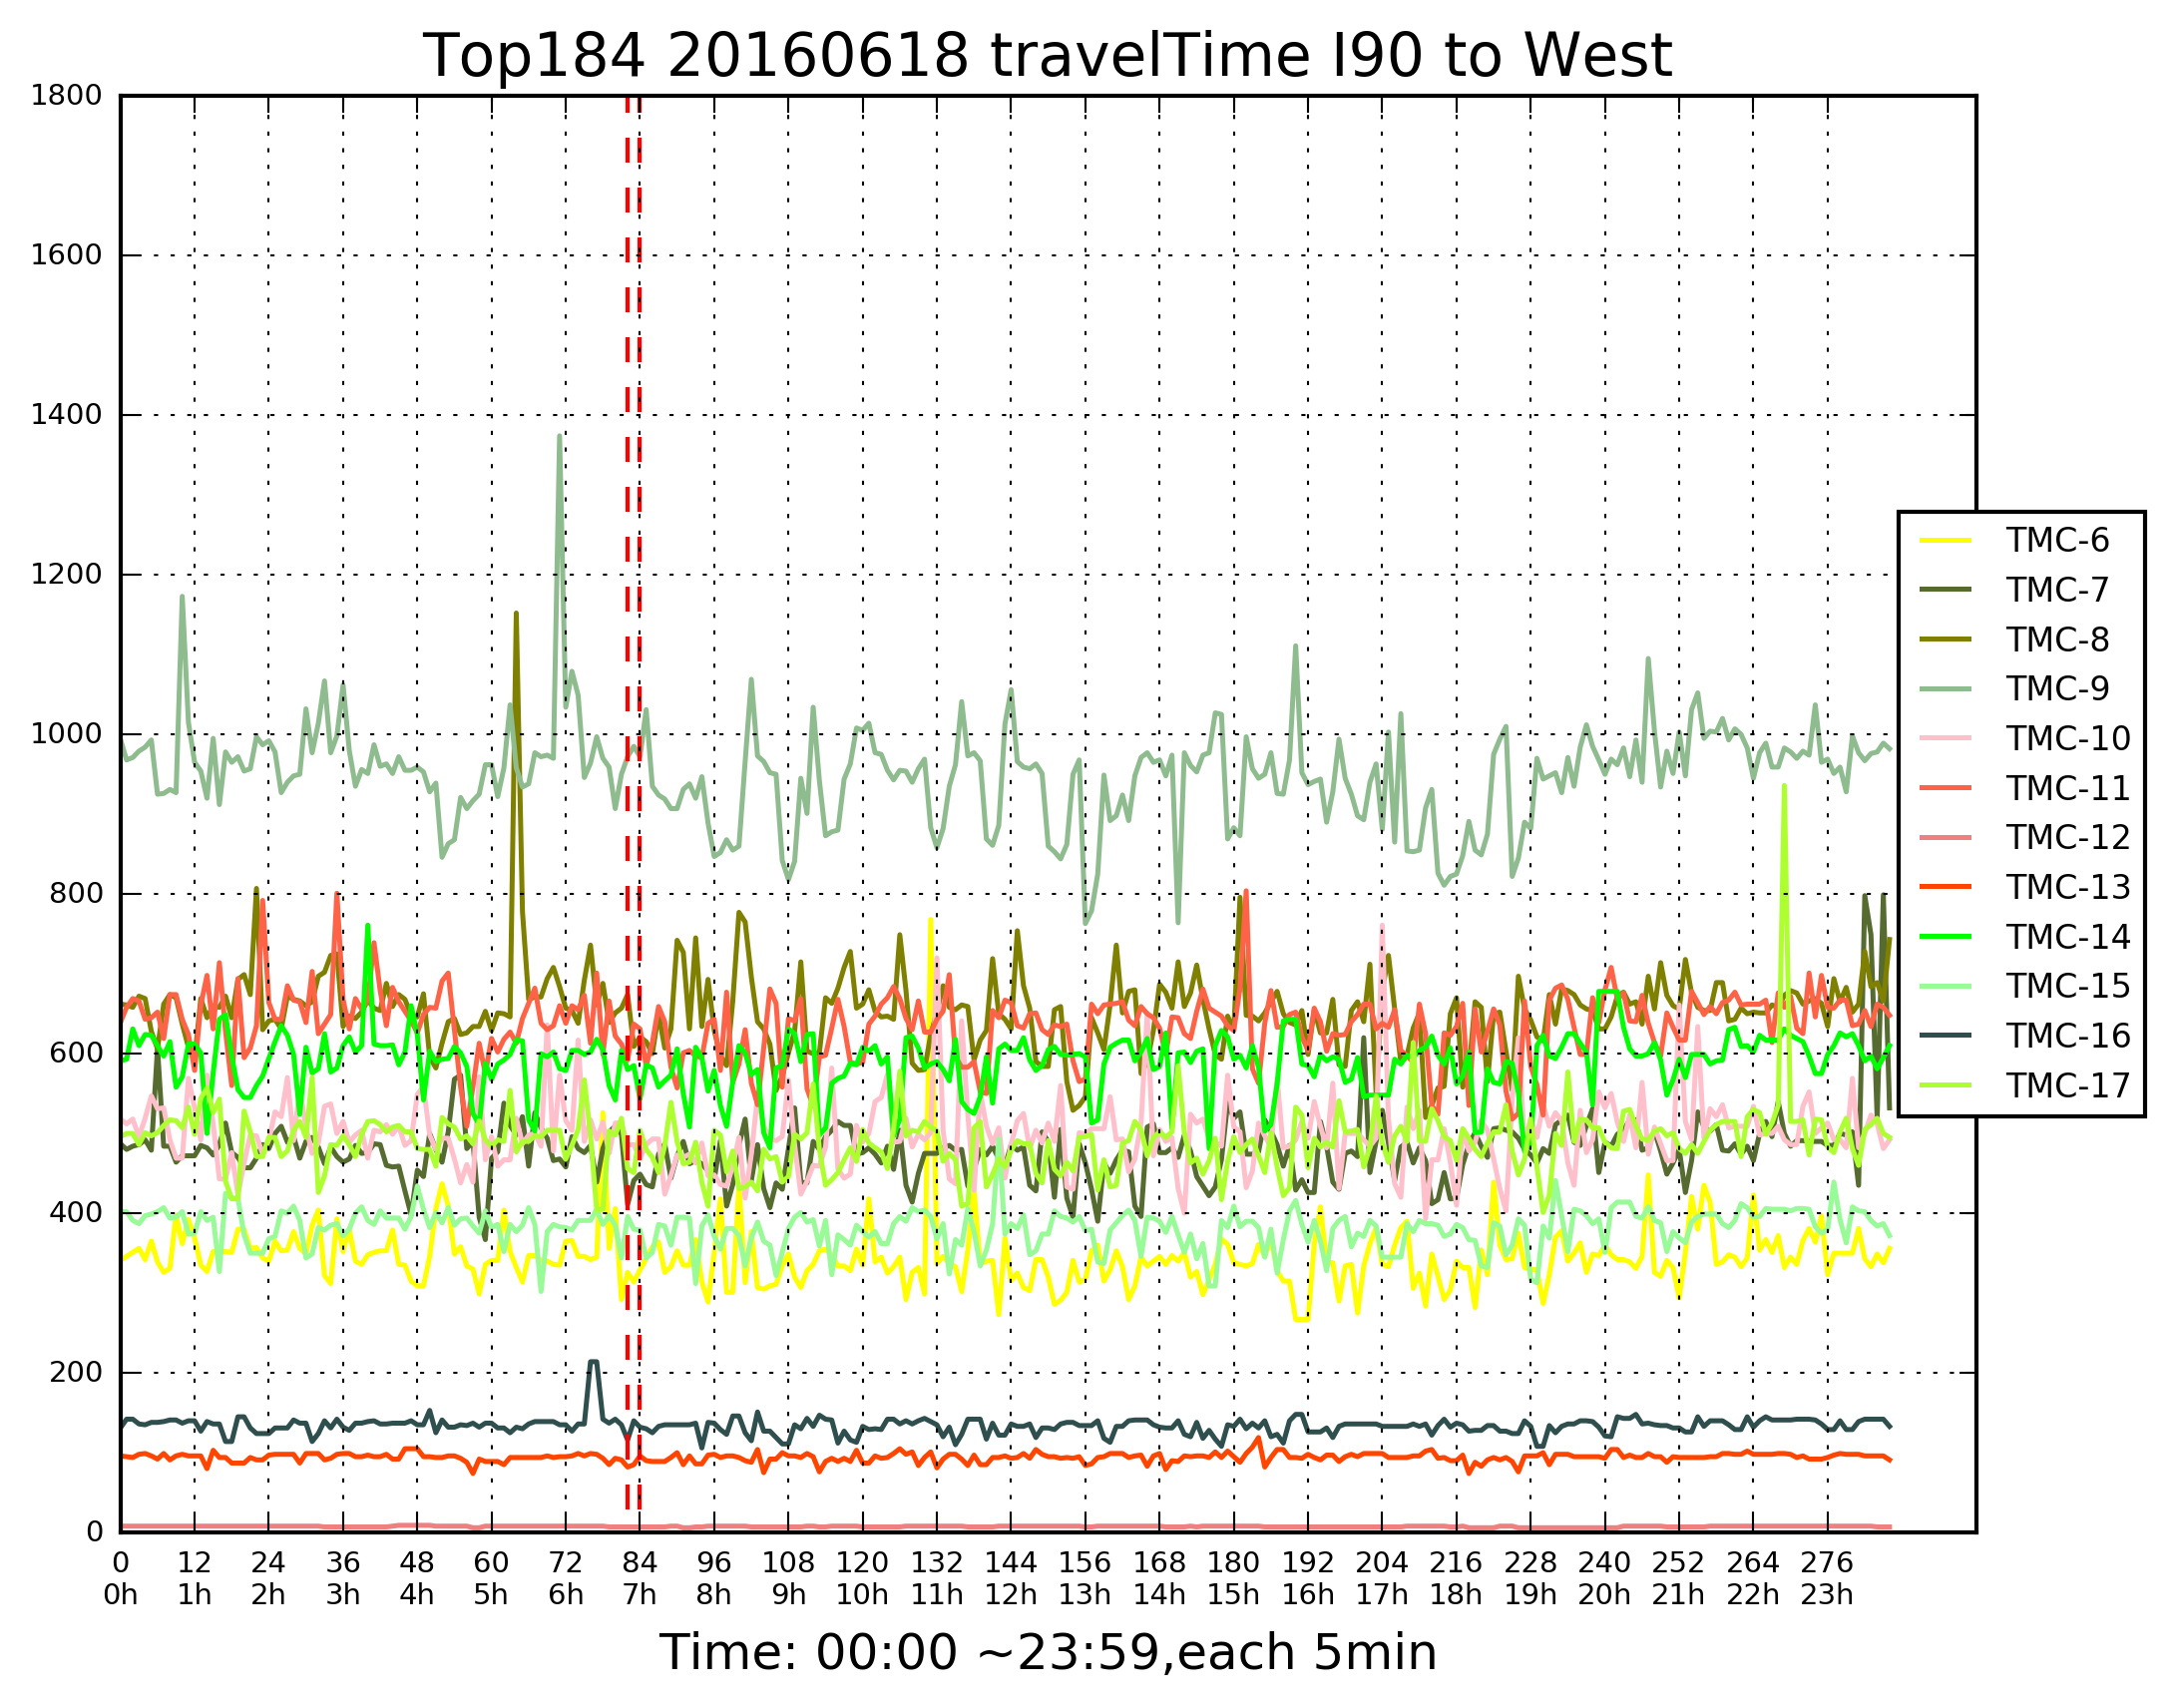 Top184 20160618 travelTime I90 to West
1800
1600
1400
1200
1000
800
600
400
200
0
TMC-6
TMC-7
TMC-8
TMC-9
TMC-10
TMC-11
TMC-12
TMC-13
TMC-14
TMC-15
TMC-16
TMC-17
0 12 24 36 48 60 72 84 96 108 120 132 144 156 168 180 192 204 216 228 240 252 264 276
0h 1h 2h 3h 4h 5h 6h 7h 8h 9h 10h 11h 12h 13h 14h 15h 16h 17h 18h 19h 20h 21h 22h 23h
Time: 00:00 ~23:59,each 5min